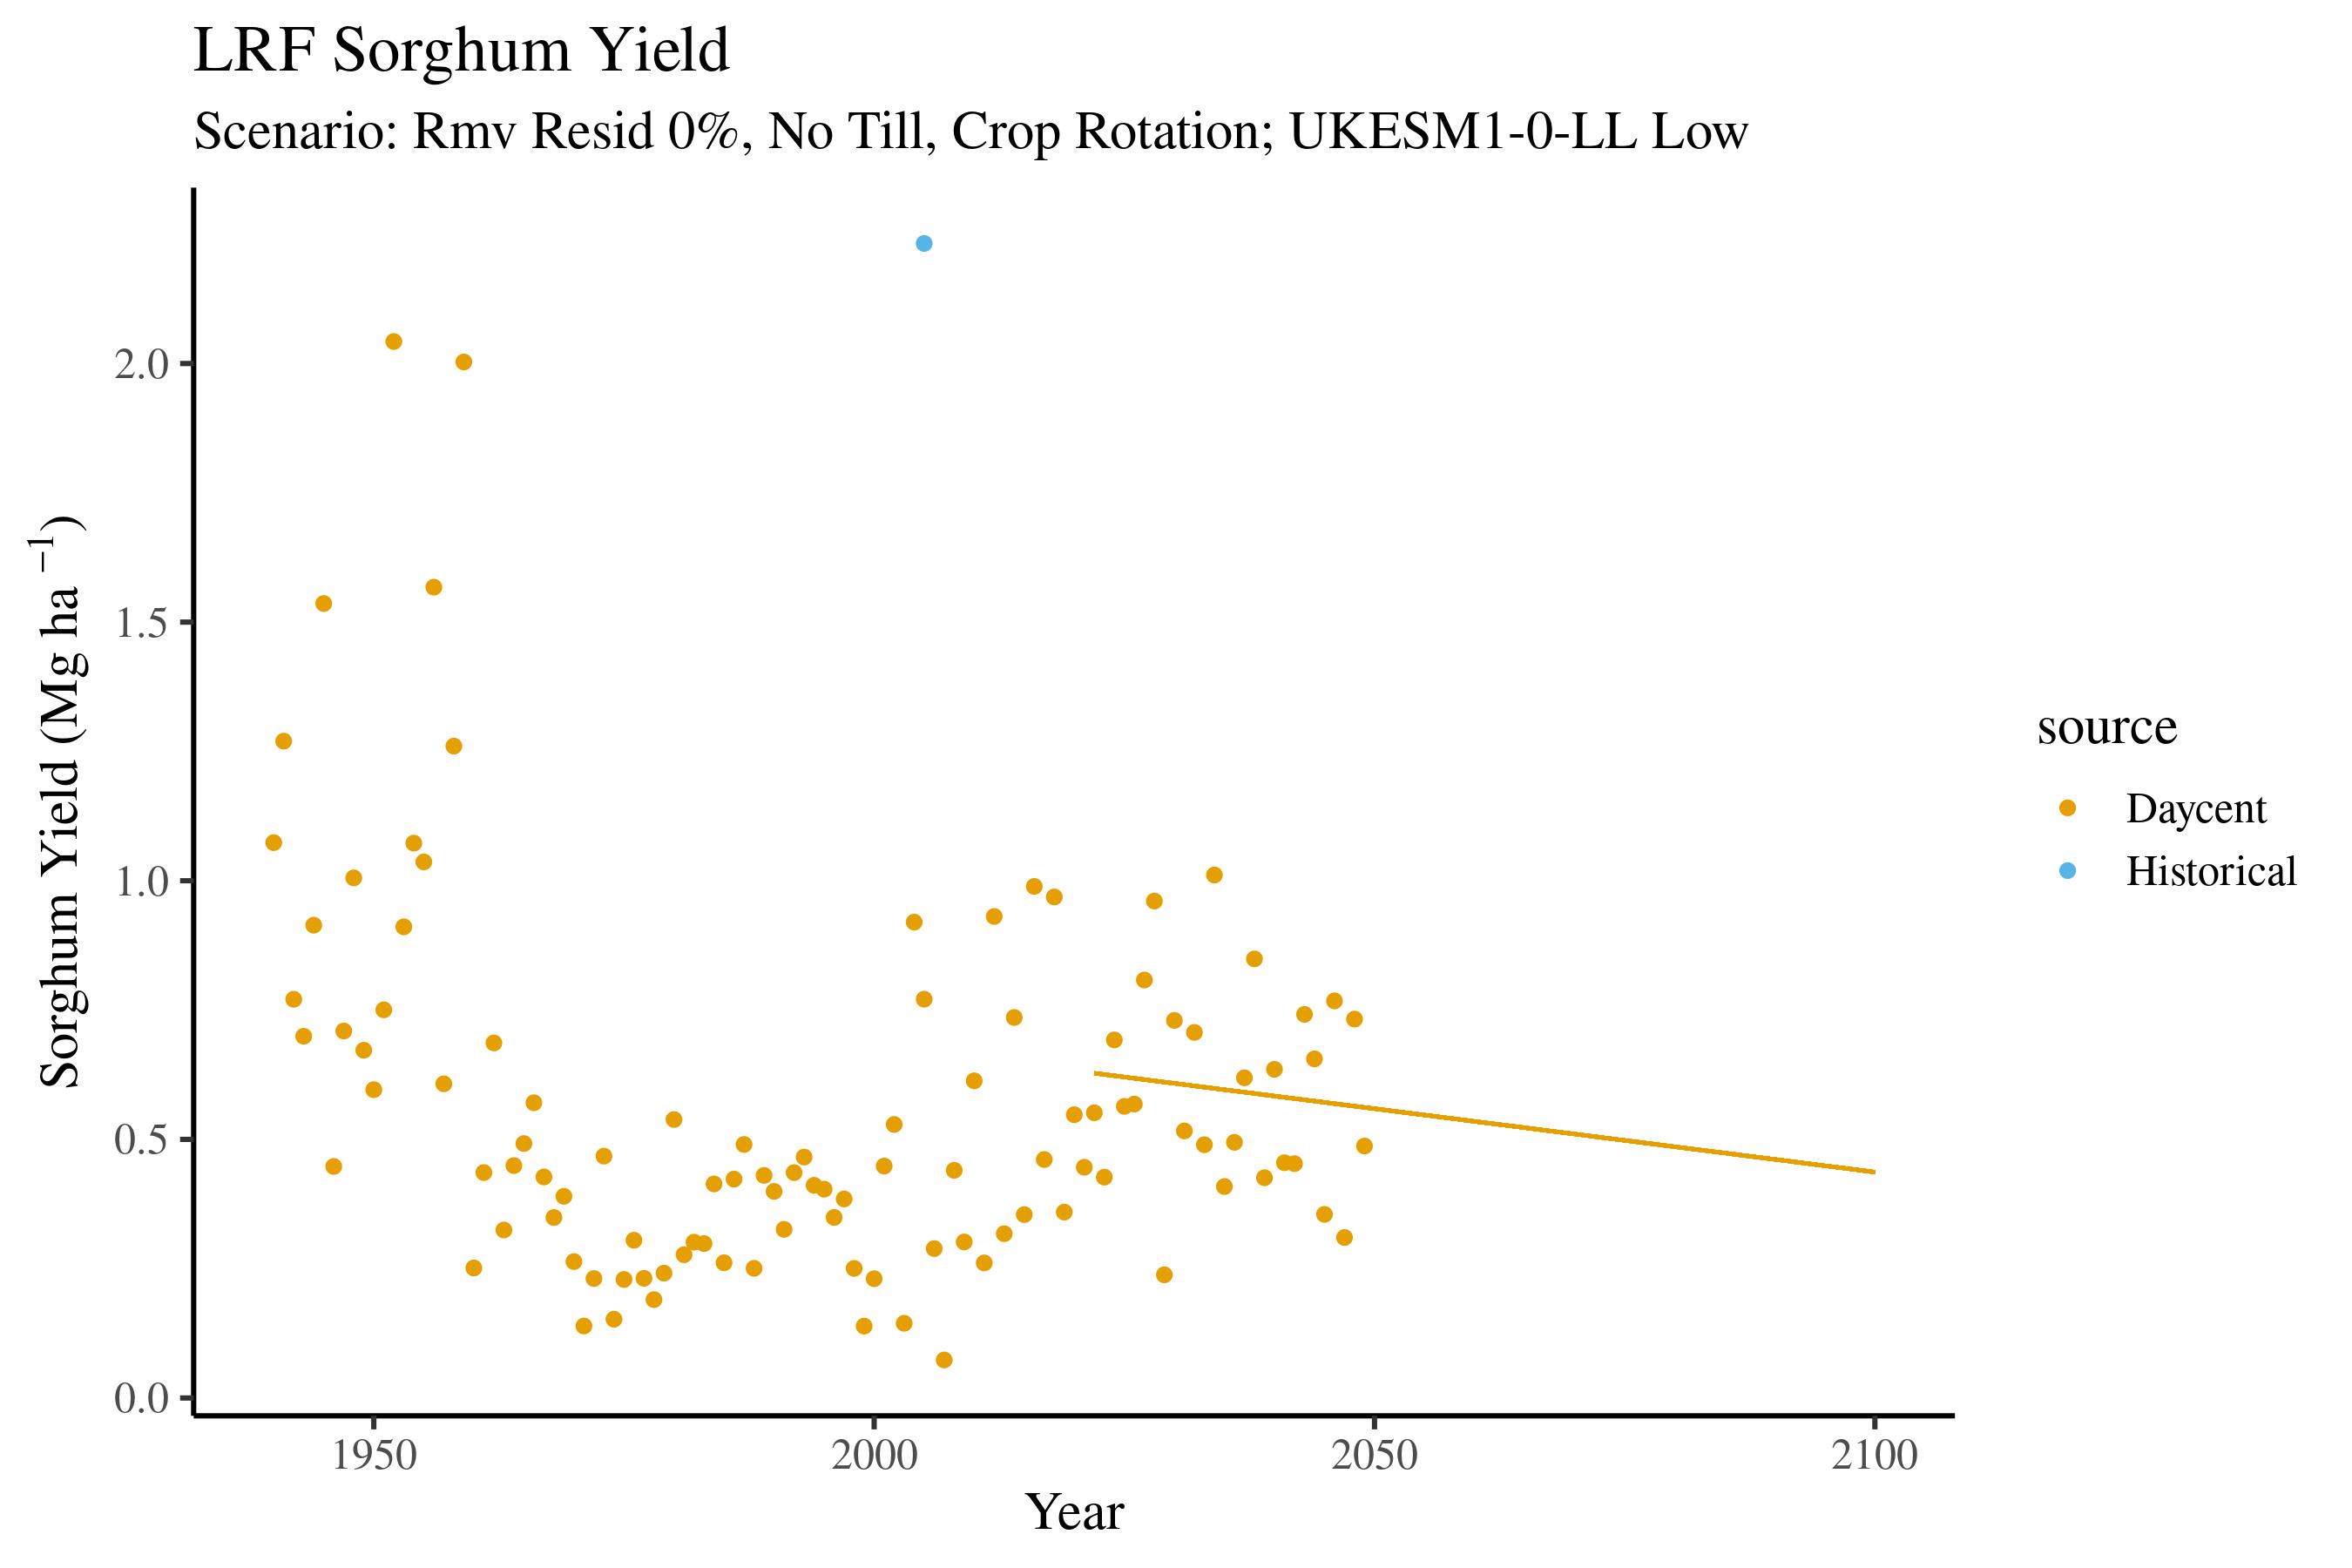 LRF Sorghum Yield
Scenario: Rmv Resid 0%, No Till, Crop Rotation; UKESM1-0-LL Low
Sorghum Yield (Mg ha −1)
2.0
1.5
1.0
0.5
0.0
1950 2000 2050 2100
Year
source
Daycent
Historical